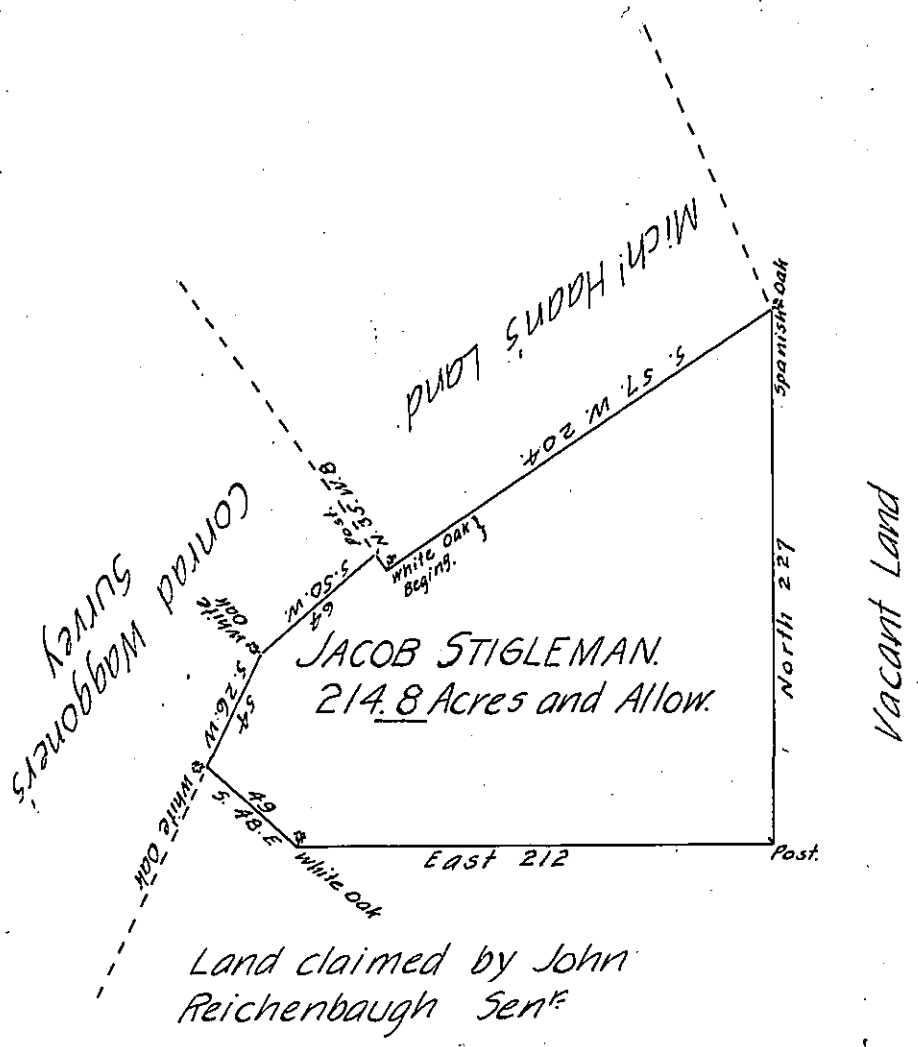 Mich! Haan's Land
Spanish Oak
S. 57. W. 204.
N. 35. W. 8
Post.
White Oak
Beging.
S. 50. W.
64
Conrad Waggoner's
Survey
White
Oak
S. 26. W
54
JACOB STIGLEMAN.
214.8 Acres and Allow.
North 227
Vacant Land
White Oak
49
S. 48. E
White Oak
East 212
Post.
Land claimed by John
Reichenbaugh Senr.